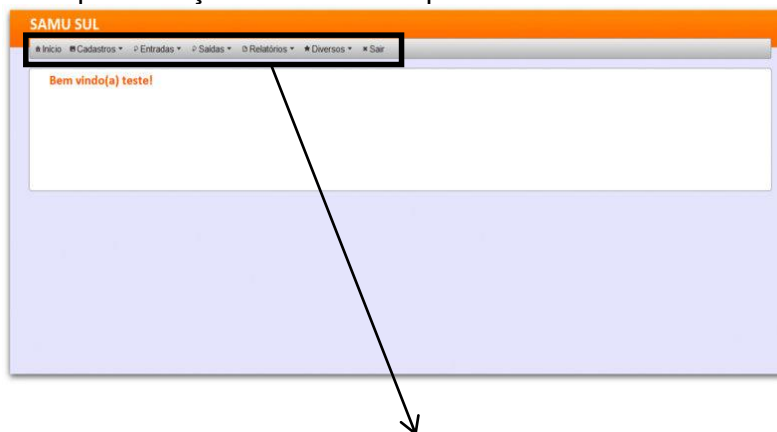 SAMU SUL
Início Cadastros Entradas Saídas Relatórios Diversos Sair
Bem vindo(a) teste!